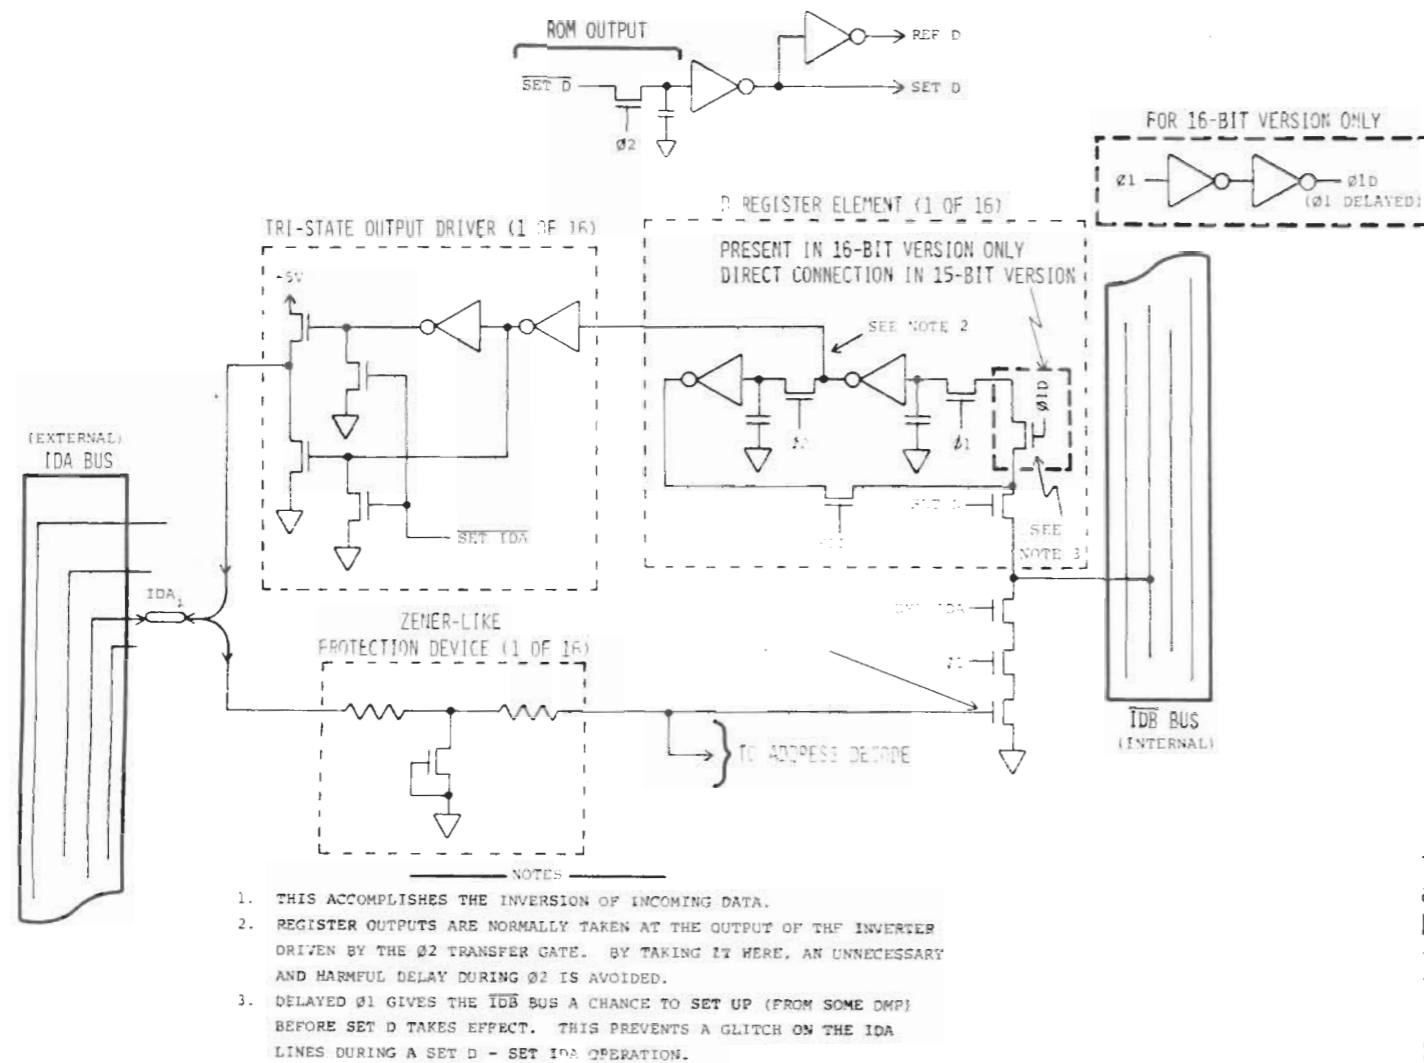 ROM OUTPUT
REF D
SET D
SET D
Ø2
FOR 16-BIT VERSION ONLY
Ø1
Ø1D
(Ø1 DELAYED)
REGISTER ELEMENT (1 OF 16)
TRI-STATE OUTPUT DRIVER (1 OF 16)
PRESENT IN 16-BIT VERSION ONLY
DIRECT CONNECTION IN 15-BIT VERSION
SEE NOTE 2
Ø1D
Ø1
(EXTERNAL)
IDA BUS
SET IDA
SEE
NOTE 3
IDA
ZENER-LIKE
PROTECTION DEVICE (1 OF 16)
IDB BUS
(INTERNAL)
TO ADDRESS DECODE
NOTES
1. THIS ACCOMPLISHES THE INVERSION OF INCOMING DATA.
2. REGISTER OUTPUTS ARE NORMALLY TAKEN AT THE OUTPUT OF THE INVERTER
DRIVEN BY THE Ø2 TRANSFER GATE. BY TAKING IT HERE, AN UNNECESSARY
AND HARMFUL DELAY DURING Ø2 IS AVOIDED.
3. DELAYED Ø1 GIVES THE IDB BUS A CHANCE TO SET UP (FROM SOME DMP)
BEFORE SET D TAKES EFFECT. THIS PREVENTS A GLITCH ON THE IDA
LINES DURING A SET D - SET IDA OPERATION.